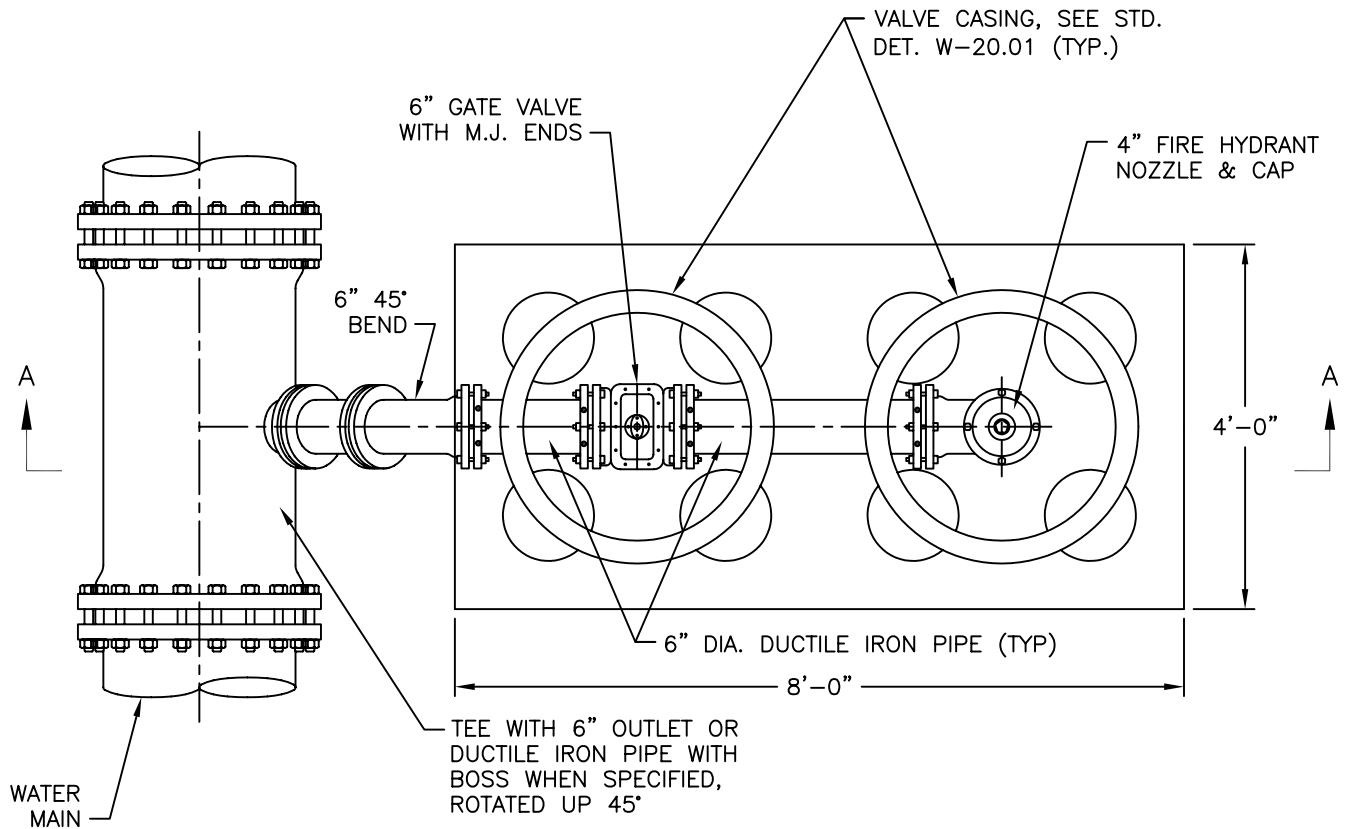 VALVE CASING, SEE STD.
DET. W–20.01 (TYP.)
6” GATE VALVE
WITH M.J. ENDS
4” FIRE HYDRANT
NOZZLE & CAP
6” 45°
BEND
A
A
4’–0”
6” DIA. DUCTILE IRON PIPE (TYP)
8’–0”
TEE WITH 6” OUTLET OR
DUCTILE IRON PIPE WITH
BOSS WHEN SPECIFIED,
ROTATED UP 45°
WATER
MAIN